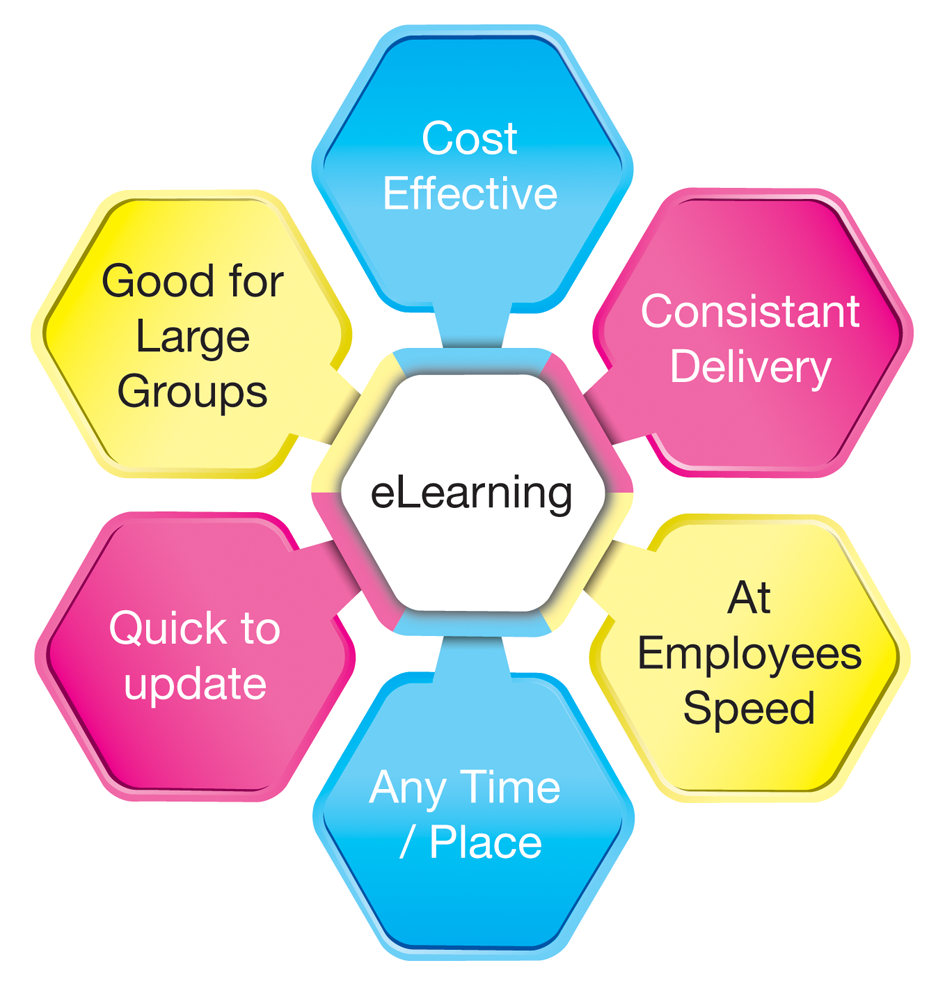 Cost
Effective
Consistant
Delivery
At
Employees
Speed
Any Time
/ Place
Quick to
update
Good for
Large
Groups
eLearning